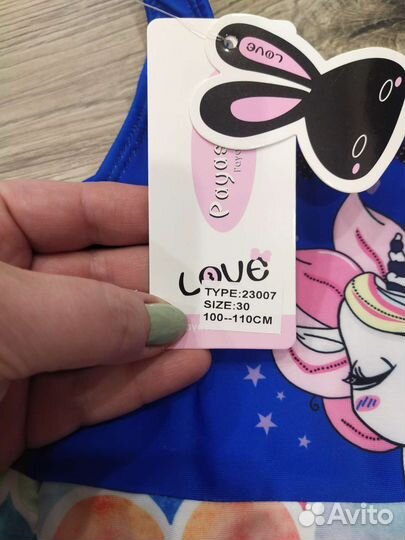 LOVE
Payas
LOVE
TYPE:23007
SIZE:30
100--110CM
Avito